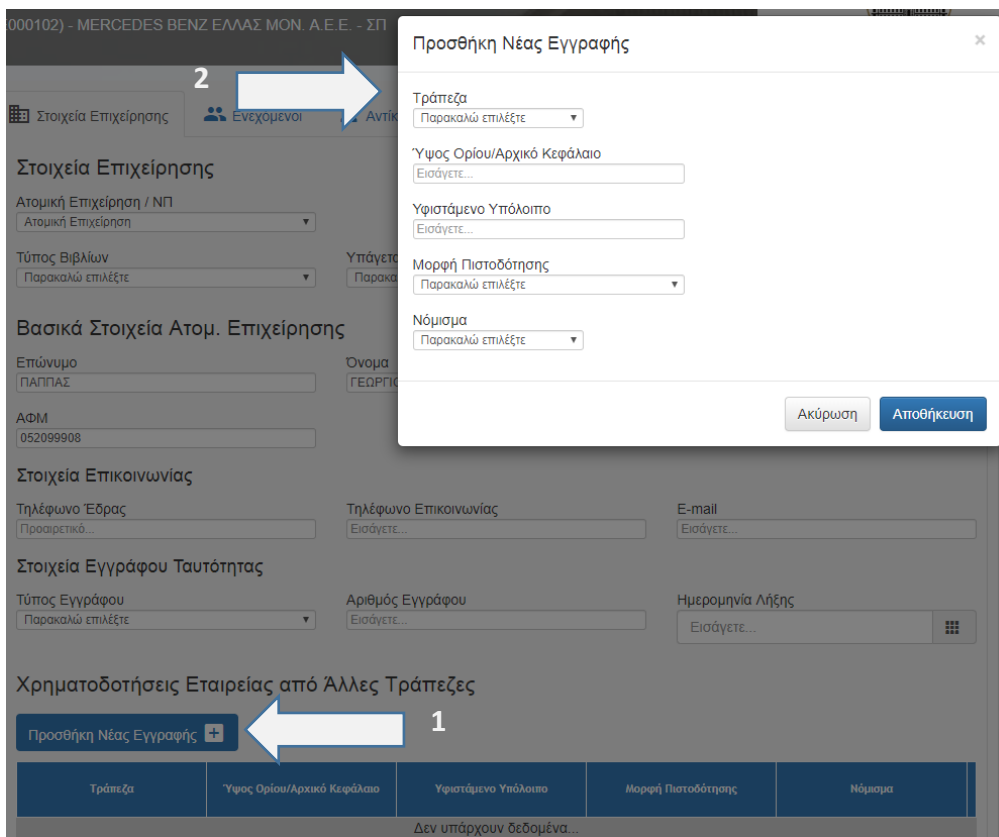 000102) - MERCEDES BENZ ΕΛΛΑΣ ΜΟΝ. Α.Ε.Ε. - ΣΠ
Προσθήκη Νέας Εγγραφής ×
2
Στοιχεία Επιχείρησης Ενεχόμενοι Αντίκ
Τράπεζα
Παρακαλώ επιλέξτε
Ύψος Ορίου/Αρχικό Κεφάλαιο
Εισάγετε...
Υφιστάμενο Υπόλοιπο
Εισάγετε...
Μορφή Πιστοδότησης
Παρακαλώ επιλέξτε
Νόμισμα
Παρακαλώ επιλέξτε
Ακύρωση Αποθήκευση
Στοιχεία Επιχείρησης
Ατομική Επιχείρηση / ΝΠ
Ατομική Επιχείρηση
Τύπος Βιβλίων Υπάγετα
Παρακαλώ επιλέξτε Παρακα
Βασικά Στοιχεία Ατομ. Επιχείρησης
Επώνυμο Όνομα
ΠΑΠΠΑΣ ΓΕΩΡΓΙΟ
ΑΦΜ
052099908
Στοιχεία Επικοινωνίας
Τηλέφωνο Έδρας Τηλέφωνο Επικοινωνίας E-mail
Προαιρετικό... Εισάγετε... Εισάγετε...
Στοιχεία Εγγράφου Ταυτότητας
Τύπος Εγγράφου Αριθμός Εγγράφου Ημερομηνία Λήξης
Παρακαλώ επιλέξτε Εισάγετε... Εισάγετε...
Χρηματοδοτήσεις Εταιρείας από Άλλες Τράπεζες
Προσθήκη Νέας Εγγραφής 1
Τράπεζα Ύψος Ορίου/Αρχικό Κεφάλαιο Υφιστάμενο Υπόλοιπο Μορφή Πιστοδότησης Νόμισμα
Δεν υπάρχουν δεδομένα...